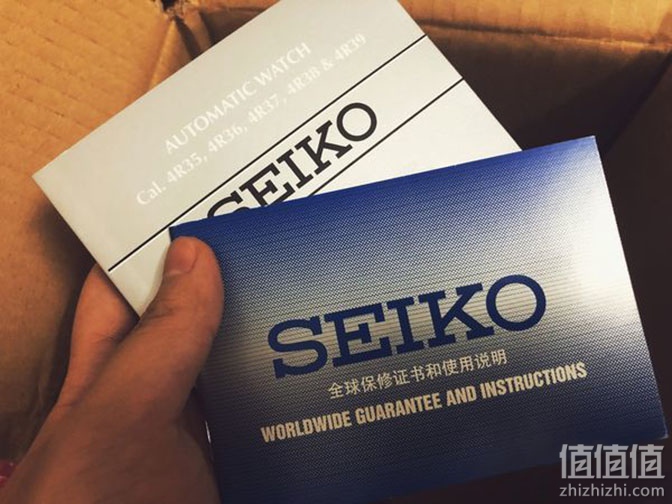 AUTOMATIC WATCH
Cal. 4R35, 4R36, 4R37, 4R38 & 4R39
SEIKO
SEIKO
全球保修证书和使用说明
WORLDWIDE GUARANTEE AND INSTRUCTIONS
值值值
zhizhizhi.com